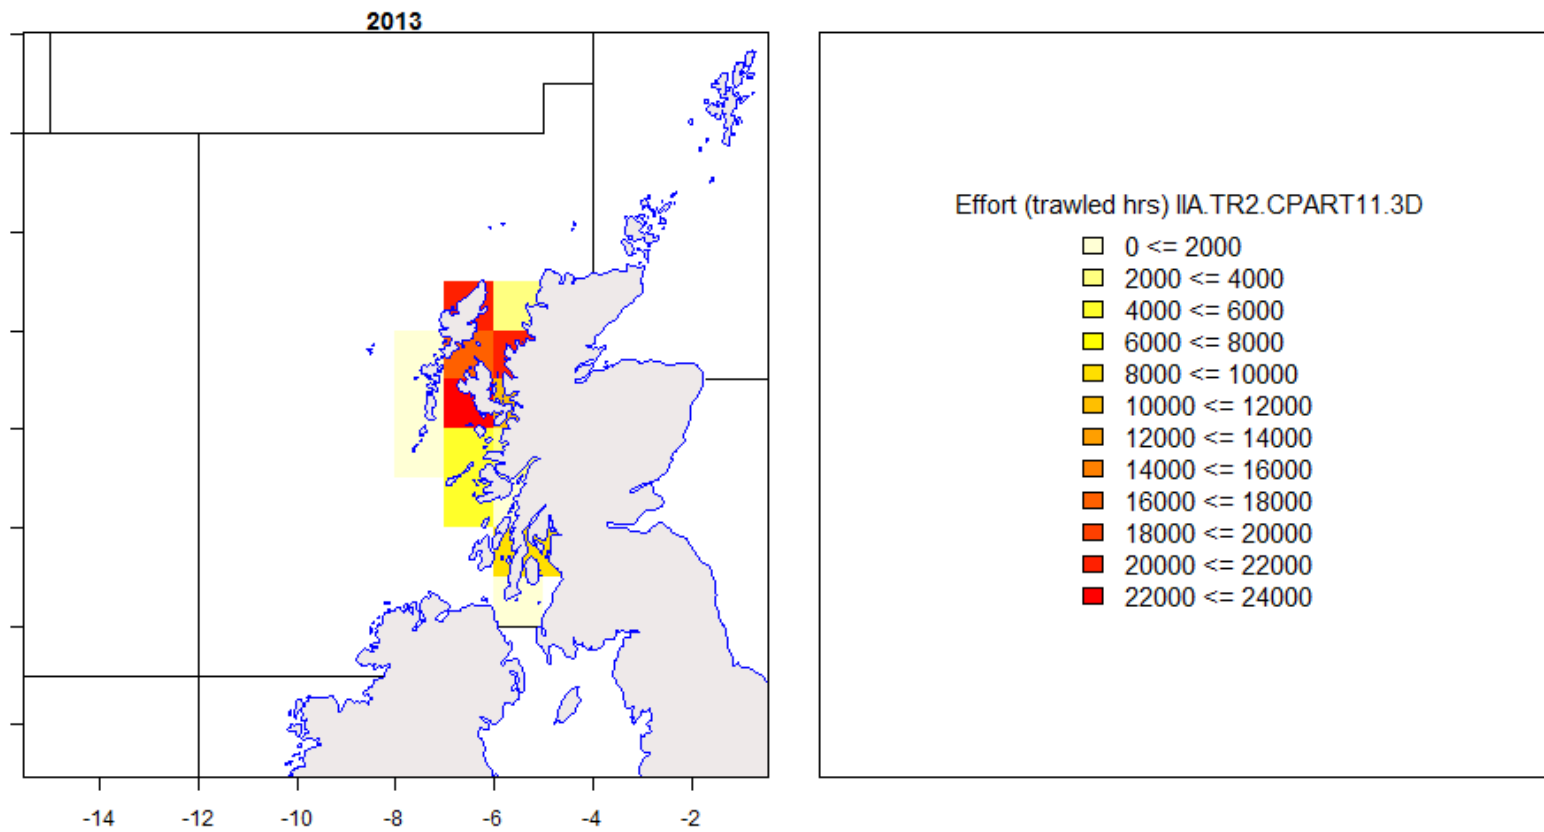 2013
Effort (trawled hrs) IIA.TR2.CPART11.3D
0 <= 2000
2000 <= 4000
4000 <= 6000
6000 <= 8000
8000 <= 10000
10000 <= 12000
12000 <= 14000
14000 <= 16000
16000 <= 18000
18000 <= 20000
20000 <= 22000
22000 <= 24000
-14 -12 -10 -8 -6 -4 -2